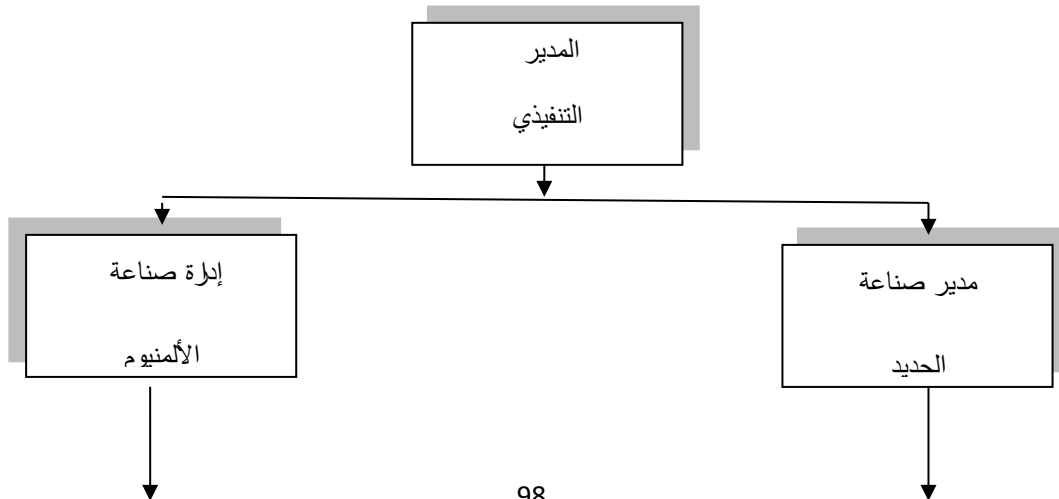 المدير
التنفيذي
مدير صناعة
الحديد
إدارة صناعة
الألمنيوم
98